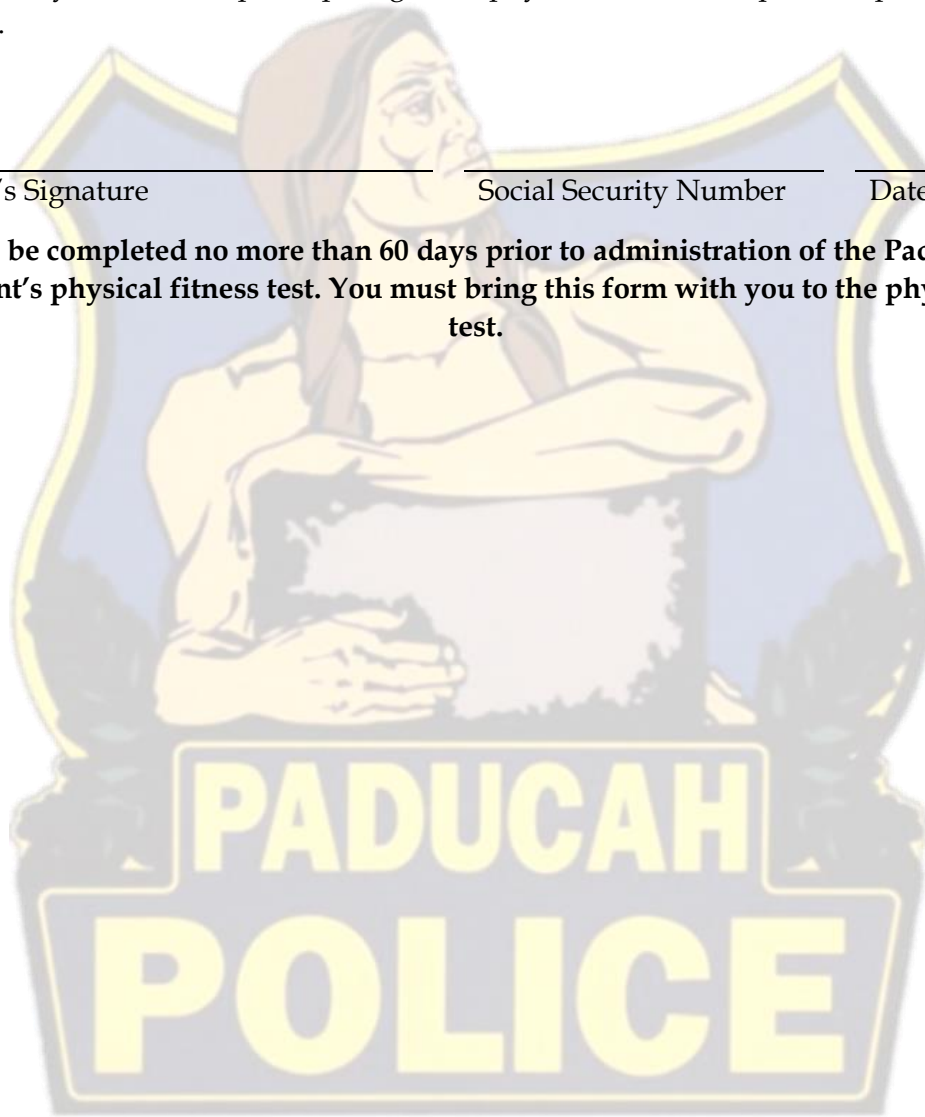 .
's Signature Social Security Number Date
be completed no more than 60 days prior to administration of the Pad
nt's physical fitness test. You must bring this form with you to the phy
test.
PADUCAH
POLICE